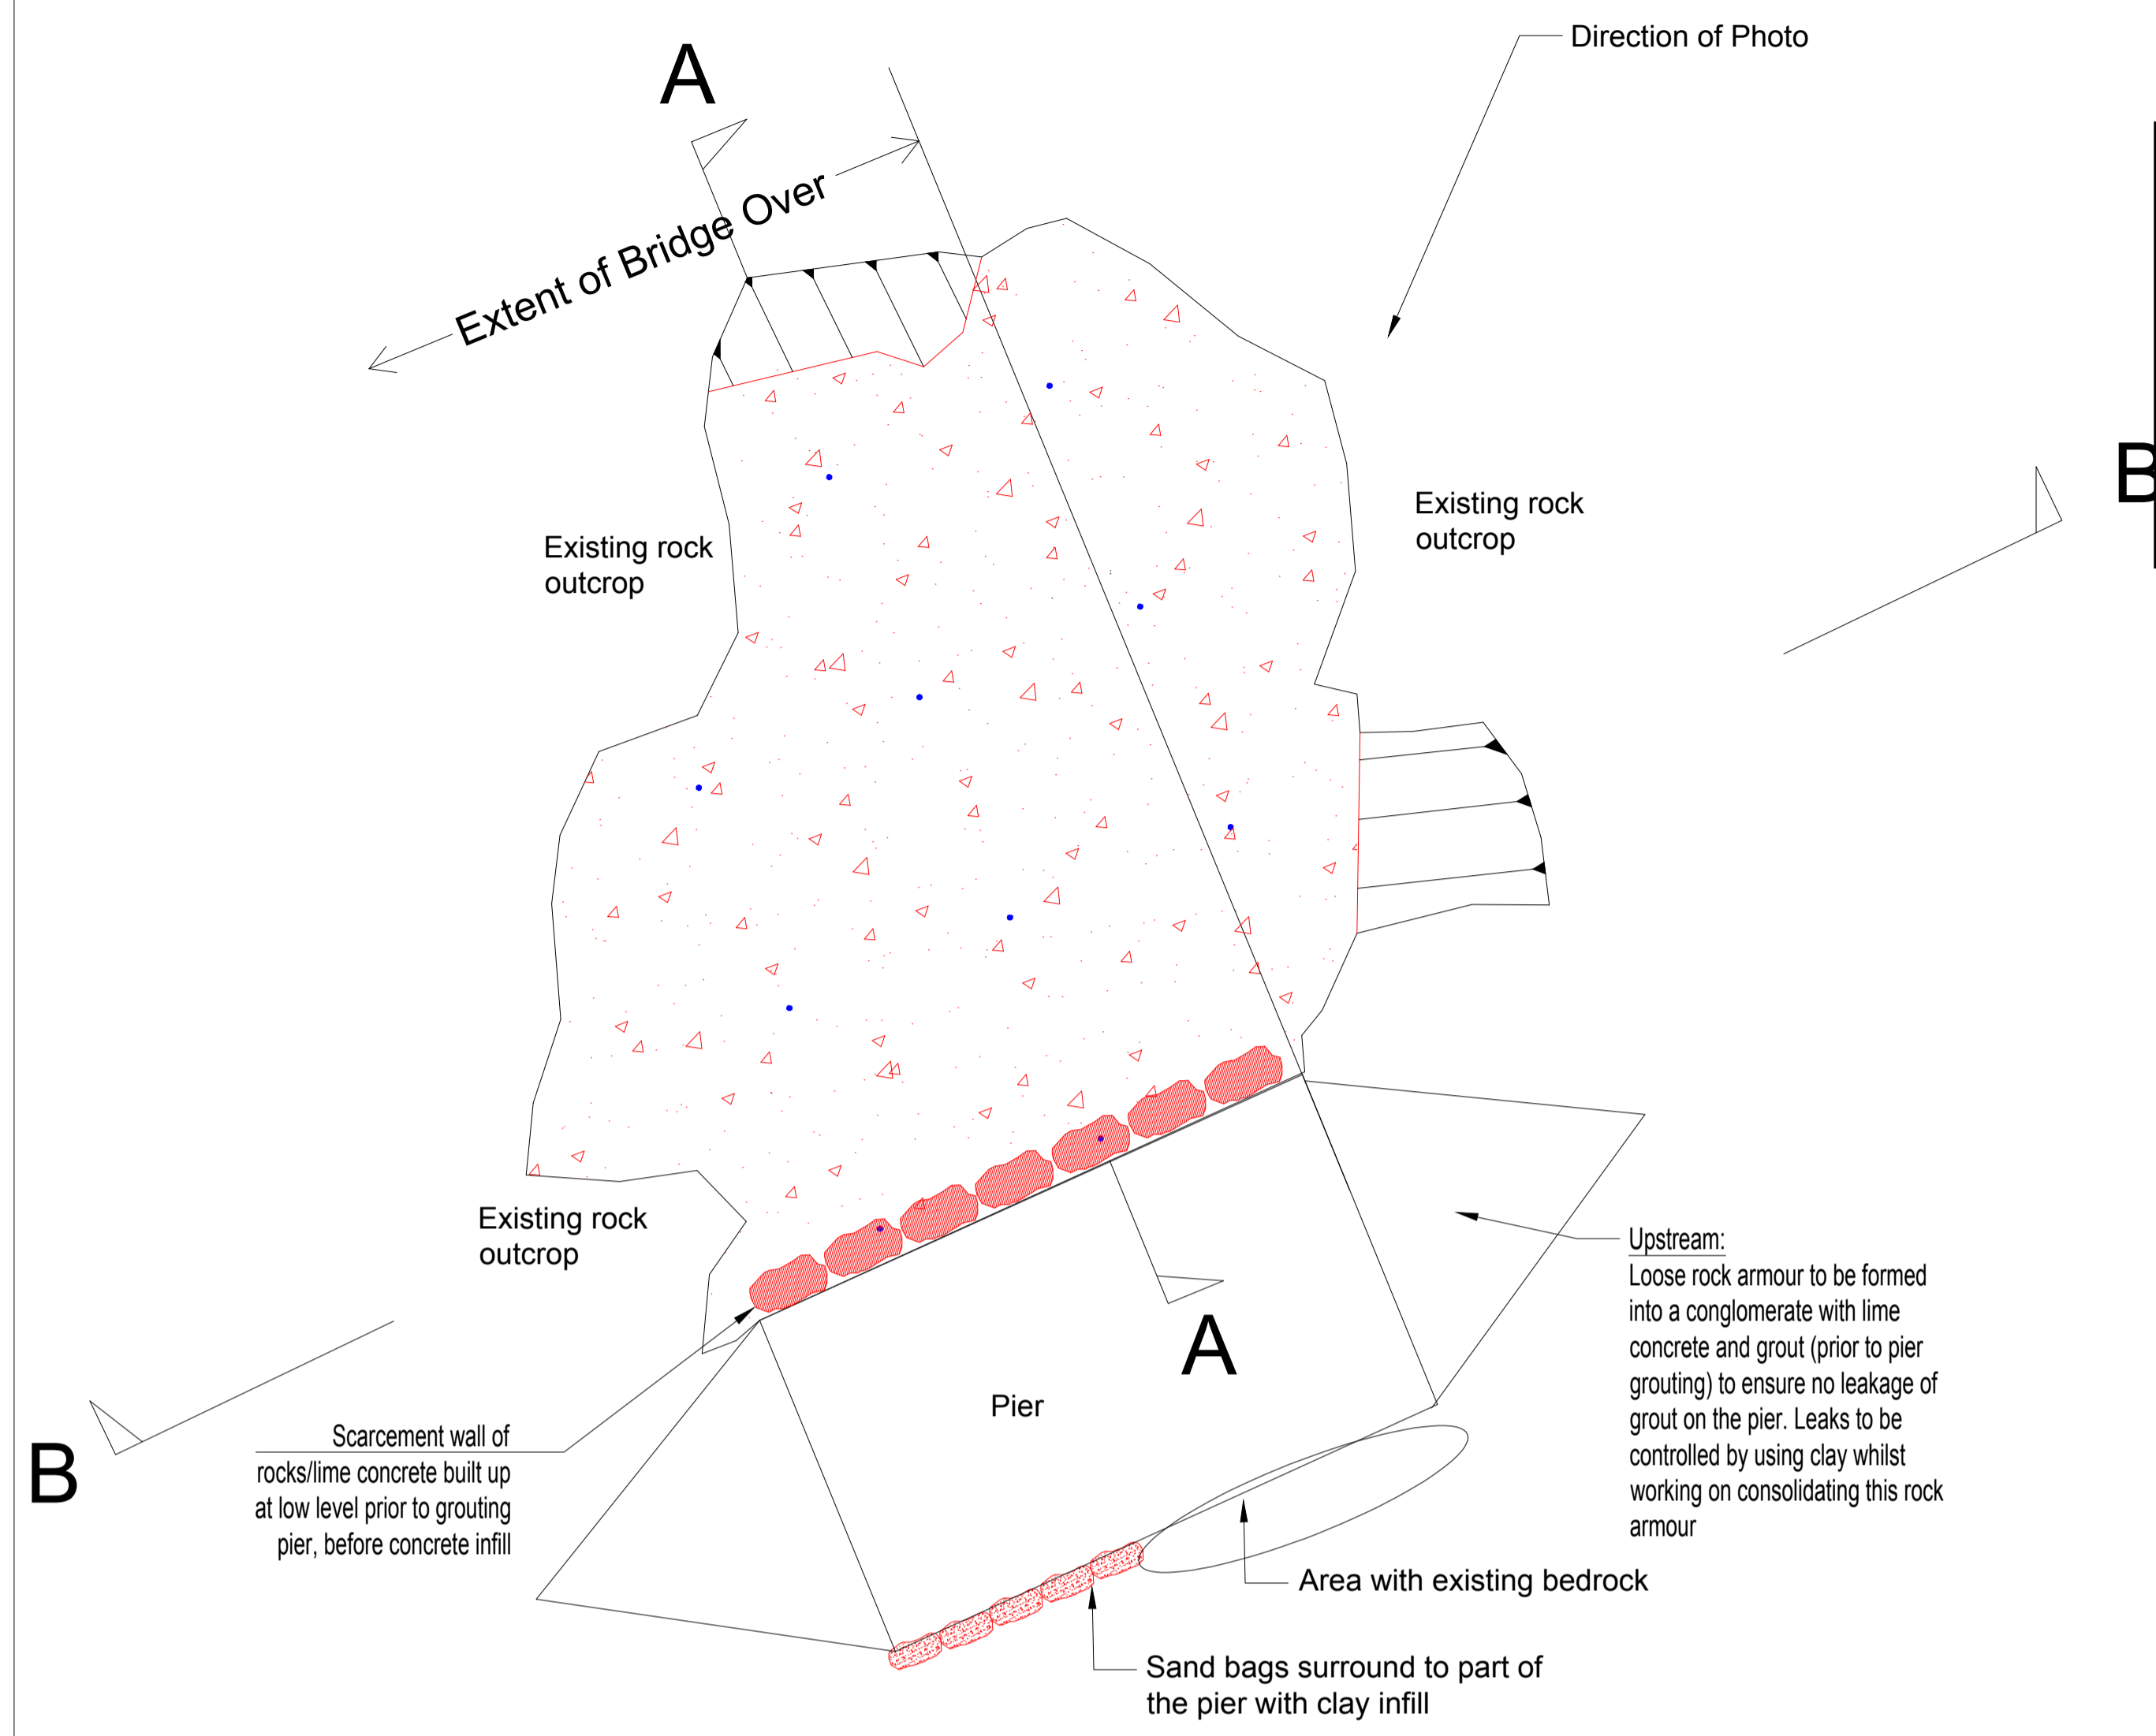 Direction of Photo
A
Extent of Bridge Over
B
Existing rock
outcrop
Existing rock
outcrop
Existing rock
outcrop
Upstream:
Loose rock armour to be formed
into a conglomerate with lime
concrete and grout (prior to pier
grouting) to ensure no leakage of
grout on the pier. Leaks to be
controlled by using clay whilst
working on consolidating this rock
armour
A
Pier
B
Scarcement wall of
rocks/lime concrete built up
at low level prior to grouting
pier, before concrete infill
Area with existing bedrock
Sand bags surround to part of
the pier with clay infill